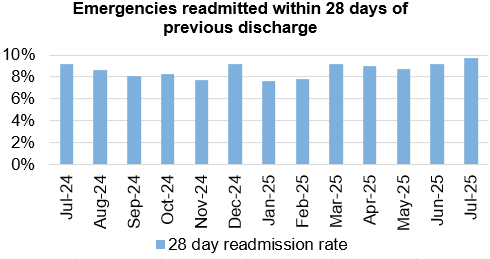 Emergencies readmitted within 28 days of
previous discharge
10%
8%
6%
4%
2%
0%
Jul-24
Aug-24
Sep-24
Oct-24
Nov-24
Dec-24
Jan-25
Feb-25
Mar-25
Apr-25
May-25
Jun-25
Jul-25
28 day readmission rate